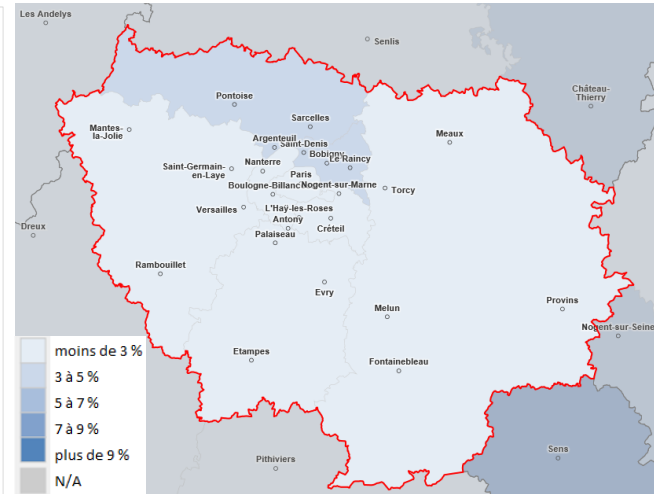 Les Andelys
Senlis
Château-
Thierry
Pontoise
Sarcelles
Mantes-
la-Jolie
Argenteuil
Saint-Denis
Meaux
Bobigny
Le Raincy
Saint-Germain-
en-Laye
Nanterre
Paris
Boulogne-Billanc
Nogent-sur-Marne
Torcy
Versailles
L'Haÿ-les-Roses
Antony
Créteil
Dreux
Palaiseau
Rambouillet
Evry
Melun
Provins
Nogent-sur-Seine
Etampes
Fontainebleau
moins de 3 %
3 à 5 %
5 à 7 %
7 à 9 %
plus de 9 %
N/A
Pithiviers
Sens